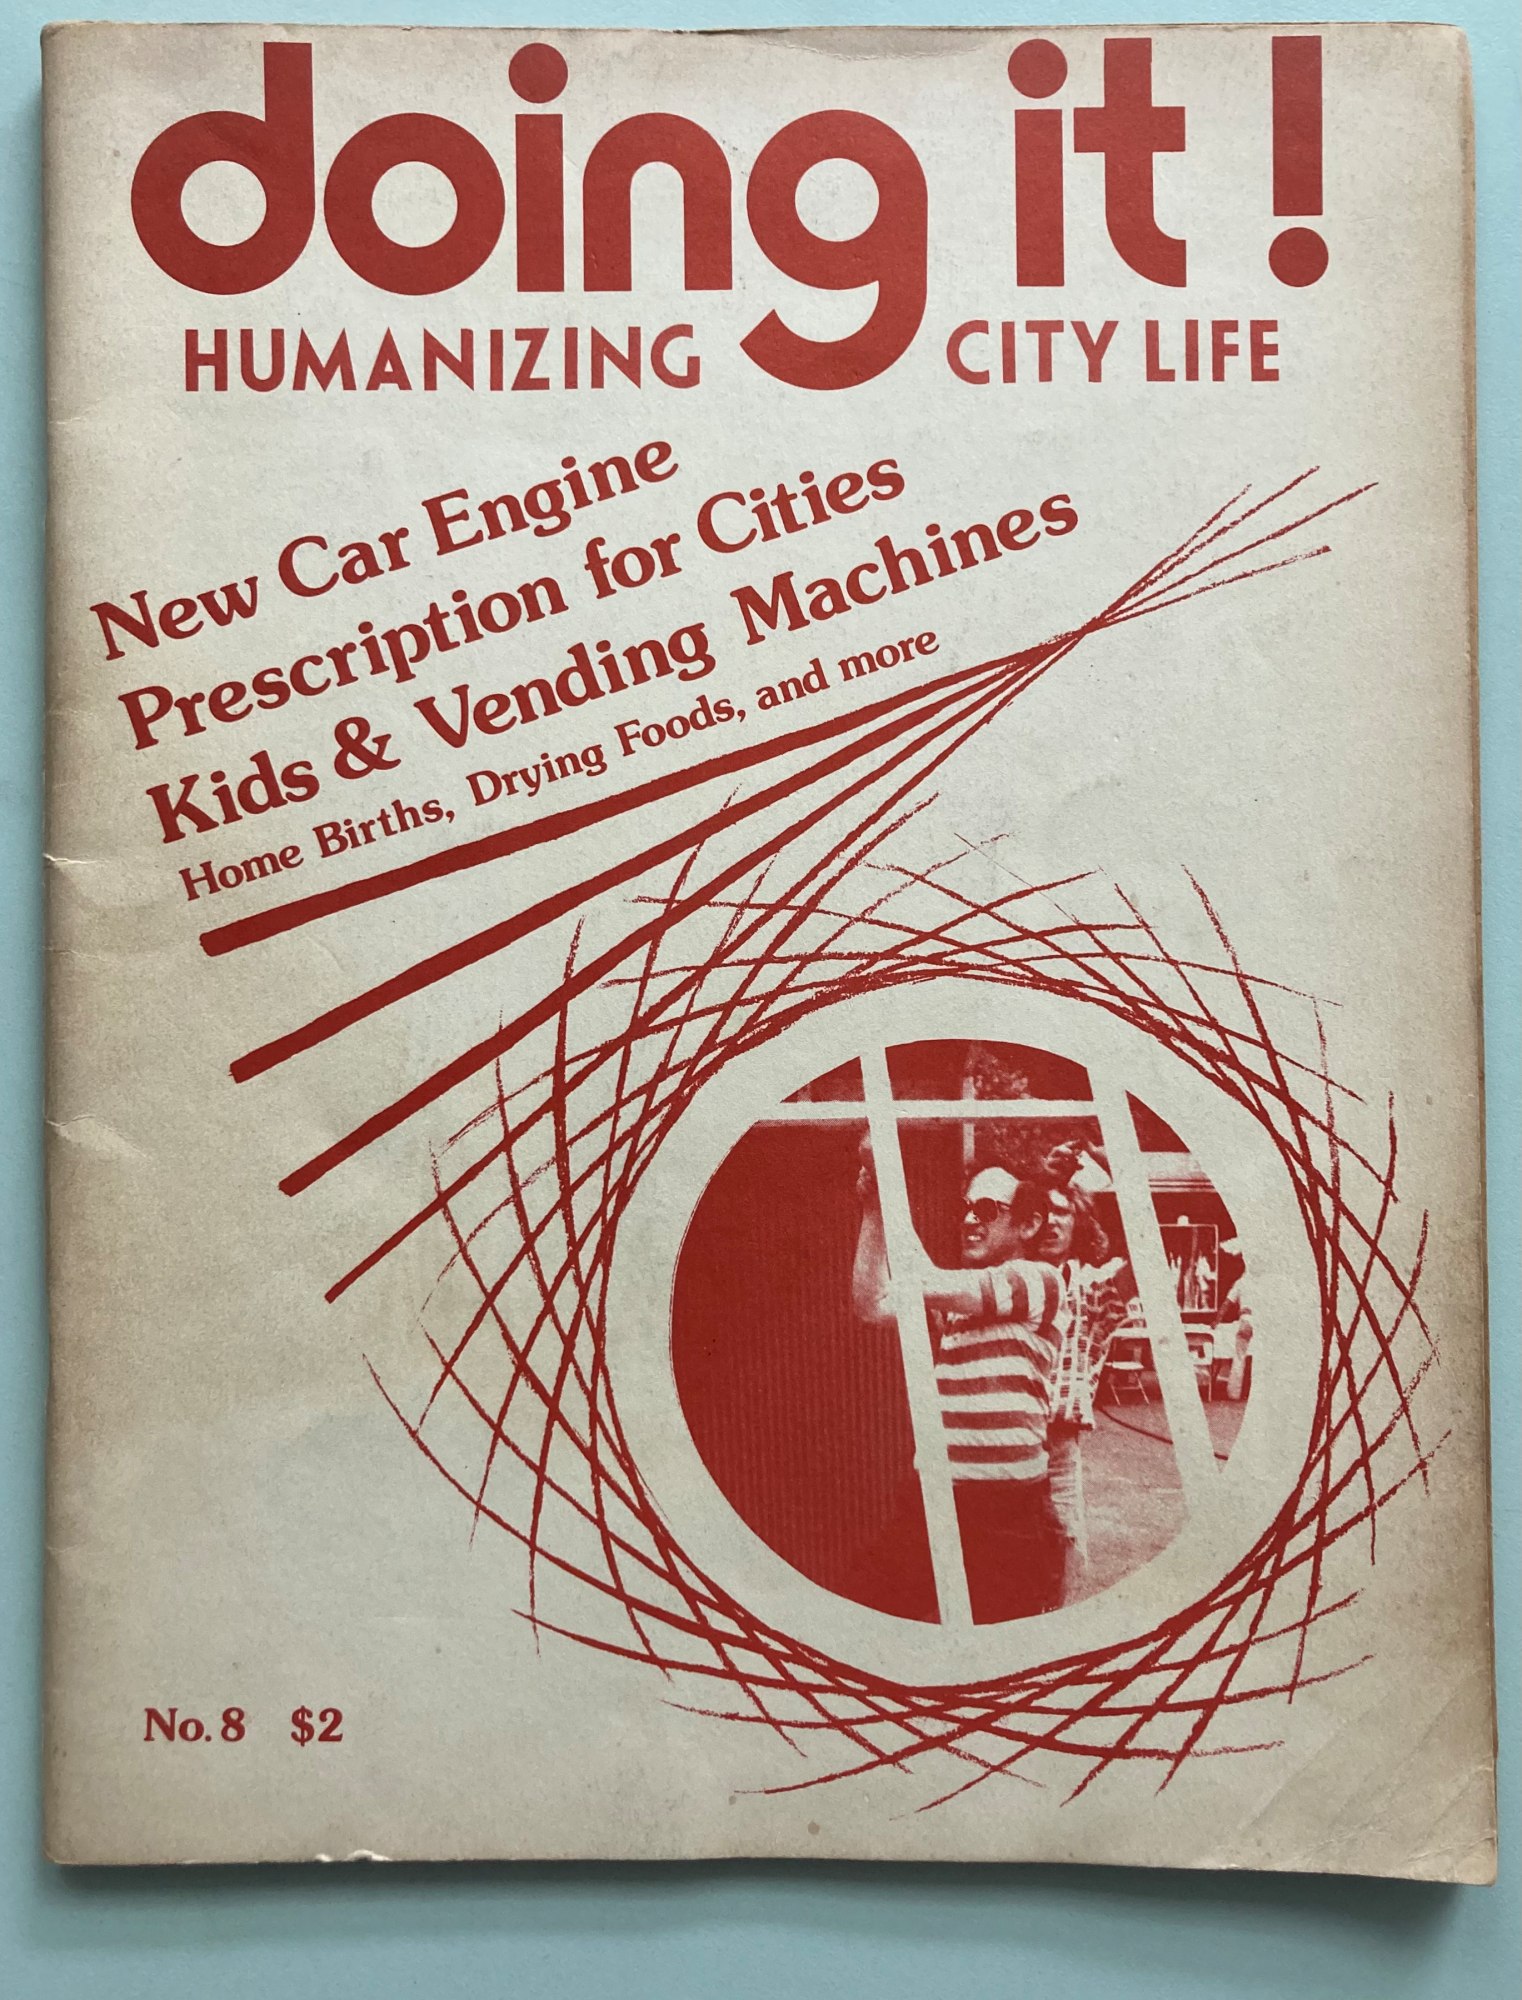 doing it!
HUMANIZING CITY LIFE
New Car Engine
Prescription for Cities
Kids & Vending Machines
Home Births, Drying Foods, and more
No. 8 $2